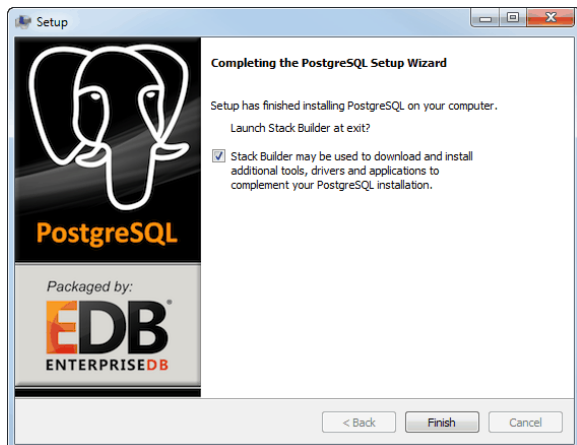 Setup
Completing the PostgreSQL Setup Wizard
Setup has finished installing PostgreSQL on your computer.
Launch Stack Builder at exit?
Stack Builder may be used to download and install
additional tools, drivers and applications to
complement your PostgreSQL installation.
PostgreSQL
Packaged by:
EDB
ENTERPRISEDB
< Back
Finish
Cancel